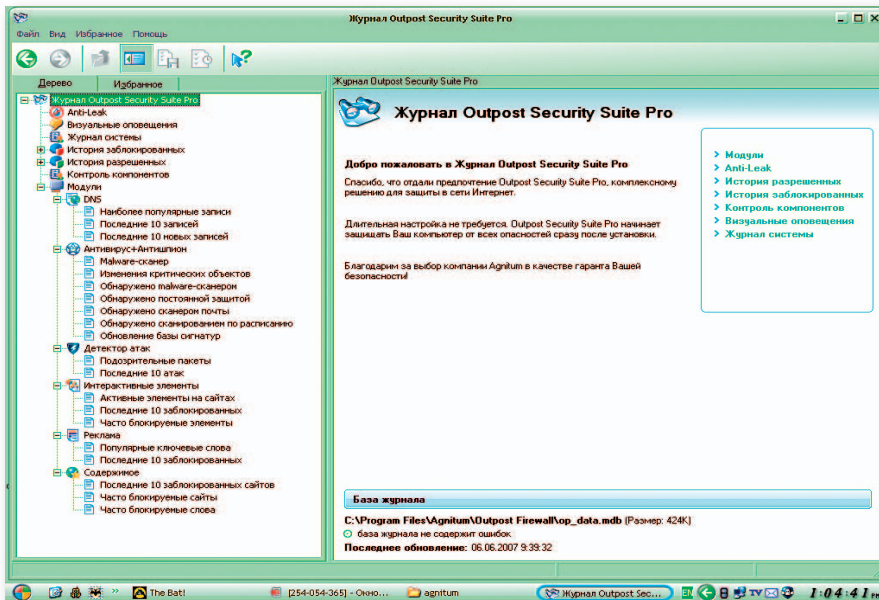 Журнал Outpost Security Suite Pro
Файл Вид Избранное Помощь
Дерево Избранное
Журнал Outpost Security Suite Pro
Anti-Leak
Визуальные оповещения
Журнал системы
История заблокированных
История разрешенных
Контроль компонентов
Модули
DNS
Наиболее популярные записи
Последние 10 записей
Последние 10 новых записей
Антивирус+Антишпион
Malware-сканер
Изменения критических объектов
Обнаружено malware-сканером
Обнаружено постоянной защитой
Обнаружено сканером почты
Обнаружено сканированием по расписанию
Обновление базы сигнатур
Детектор атак
Подозрительные пакеты
Последние 10 атак
Интерактивные элементы
Активные элементы на сайтах
Последние 10 заблокированных
Часто блокируемые элементы
Реклама
Популярные ключевые слова
Последние 10 заблокированных
Содержимое
Последние 10 заблокированных сайтов
Часто блокируемые сайты
Часто блокируемые слова
Журнал Outpost Security Suite Pro
Журнал Outpost Security Suite Pro
Добро пожаловать в Журнал Outpost Security Suite Pro
Спасибо, что отдали предпочтение Outpost Security Suite Pro, комплексному
решению для защиты в сети Интернет.
Длительная настройка не требуется. Outpost Security Suite Pro начинает
защищать Ваш компьютер от всех опасностей сразу после установки.
Благодарим за выбор компании Agnitum в качестве гаранта Вашей
безопасности!
Модули
Anti-Leak
История разрешенных
История заблокированных
Контроль компонентов
Визуальные оповещения
Журнал системы
База журнала
C:\Program Files\Agnitum\Outpost Firewall\op_data.mdb (Размер: 424K)
база журнала не содержит ошибок
Последнее обновление: 06.06.2007 9:39:32
The Bat!
[254-054-365] - Окно...
agnitum
Журнал Outpost Sec...
EN
TV
1:04:41 PM